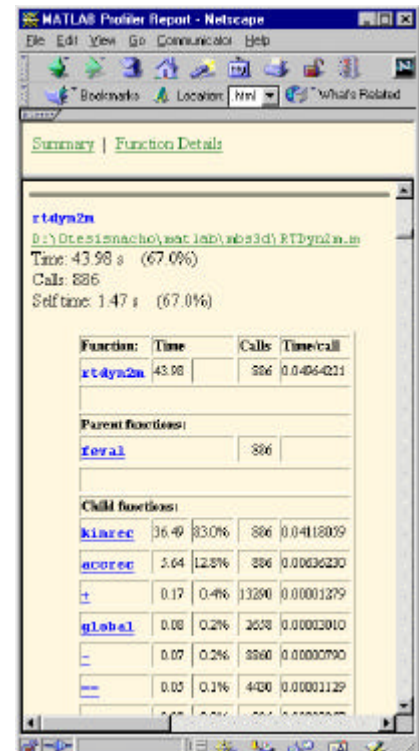 MATLAB Profiler Report - Netscape
File Edit View Go Communicator Help
Bookmarks Location: .html What's Related
Summary | Function Details
rtdyn2m
D:\Otesisnacho\matlab\mbs3d\RTDyn2m.m
Time: 43.98 s (67.0%)
Calls: 886
Self time: 1.47 s (67.0%)
Function: Time Calls Time/call
rtdyn2m 43.98 886 0.04964221
Parent functions:
feval 886
Child functions:
kinrec 36.49 83.0% 886 0.04118059
accrec 5.64 12.8% 886 0.00636230
+ 0.17 0.4% 13290 0.00001279
global 0.08 0.2% 2658 0.00003010
- 0.07 0.2% 8860 0.00000790
== 0.05 0.1% 4430 0.00001129